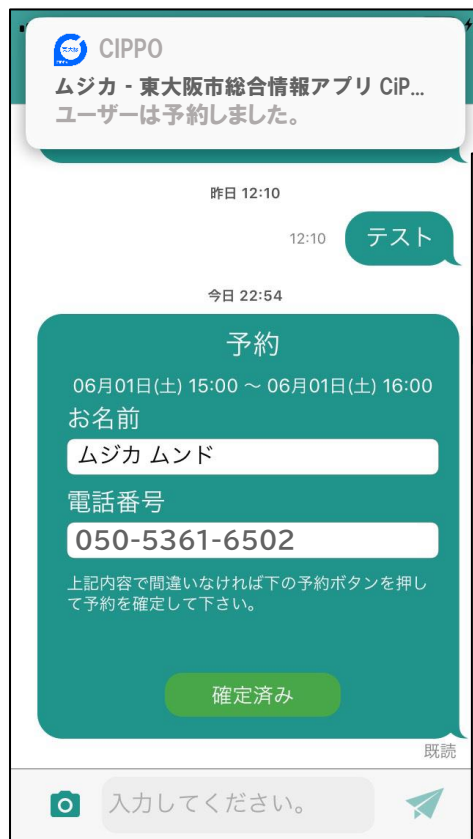 東大阪
CIPPO
ムジカ - 東大阪市総合情報アプリ CiP...
ユーザーは予約しました。
昨日 12:10
12:10 テスト
今日 22:54
予約
06月01日(土) 15:00 ～ 06月01日(土) 16:00
お名前
ムジカ ムンド
電話番号
050-5361-6502
上記内容で間違いなければ下の予約ボタンを押し
て予約を確定して下さい。
確定済み
既読
入力してください。